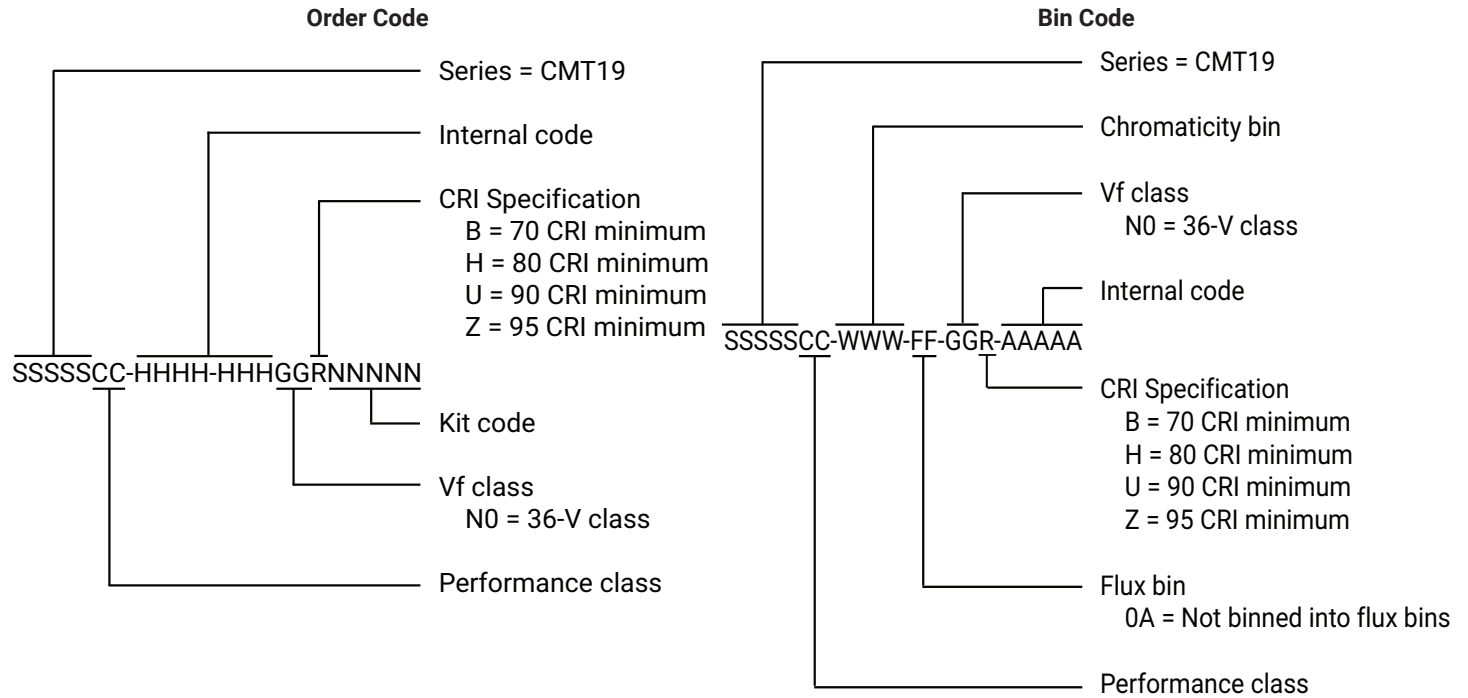 Order Code
Series = CMT19
Internal code
CRI Specification
B = 70 CRI minimum
H = 80 CRI minimum
U = 90 CRI minimum
Z = 95 CRI minimum
SSSSSCC-HHHH-HHHGGRNNNNN
Kit code
Vf class
N0 = 36-V class
Performance class
Bin Code
Series = CMT19
Chromaticity bin
Vf class
N0 = 36-V class
Internal code
SSSSSCC-WWW-FF-GGR-AAAAA
CRI Specification
B = 70 CRI minimum
H = 80 CRI minimum
U = 90 CRI minimum
Z = 95 CRI minimum
Flux bin
0A = Not binned into flux bins
Performance class